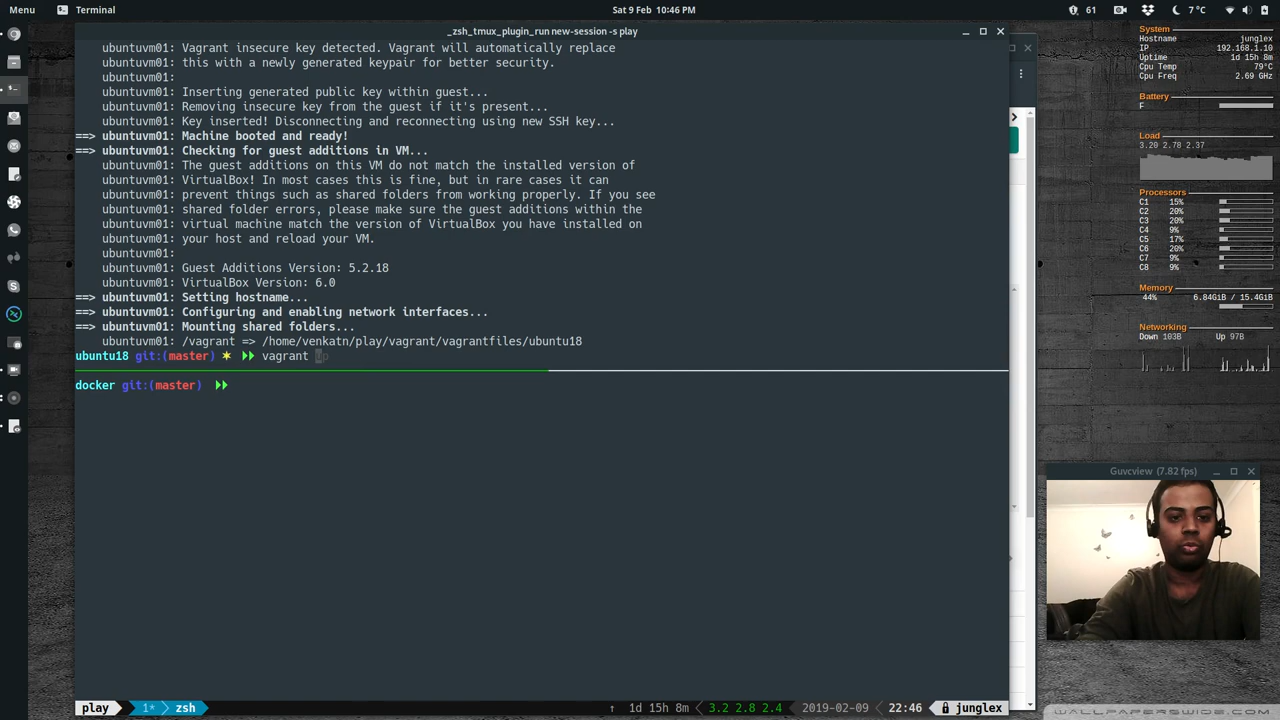 Menu Terminal Sat 9 Feb 10:46 PM 61 7°C
_zsh_tmux_plugin_run new-session -s play
ubuntuvm01: Vagrant insecure key detected. Vagrant will automatically replace
ubuntuvm01: this with a newly generated keypair for better security.
ubuntuvm01:
ubuntuvm01: Inserting generated public key within guest...
ubuntuvm01: Removing insecure key from the guest if it's present...
ubuntuvm01: Key inserted! Disconnecting and reconnecting using new SSH key...
==> ubuntuvm01: Machine booted and ready!
==> ubuntuvm01: Checking for guest additions in VM...
ubuntuvm01: The guest additions on this VM do not match the installed version of
ubuntuvm01: VirtualBox! In most cases this is fine, but in rare cases it can
ubuntuvm01: prevent things such as shared folders from working properly. If you see
ubuntuvm01: shared folder errors, please make sure the guest additions within the
ubuntuvm01: virtual machine match the version of VirtualBox you have installed on
ubuntuvm01: your host and reload your VM.
ubuntuvm01:
ubuntuvm01: Guest Additions Version: 5.2.18
ubuntuvm01: VirtualBox Version: 6.0
==> ubuntuvm01: Setting hostname...
==> ubuntuvm01: Configuring and enabling network interfaces...
==> ubuntuvm01: Mounting shared folders...
ubuntuvm01: /vagrant => /home/venkatn/play/vagrant/vagrantfiles/ubuntu18
ubuntu18 git:(master) ✶ vagrant up
docker git:(master)
play 1* zsh ↑ 1d 15h 8m 3.2 2.8 2.4 2019-02-09 22:46 junglex
System
Hostname junglex
IP 192.168.1.10
Uptime 1d 15h 8m
Cpu Temp 79°C
Cpu Freq 2.69 GHz
Battery
F
Load
3.20 2.78 2.37
Processors
C1 15%
C2 20%
C3 20%
C4 9%
C5 17%
C6 20%
C7 9%
C8 9%
Memory
44% 6.84GiB / 15.4GiB
Networking
Down 103B Up 97B
Guvcview (7.82 fps)
WALLPAPERSWIDE.COM